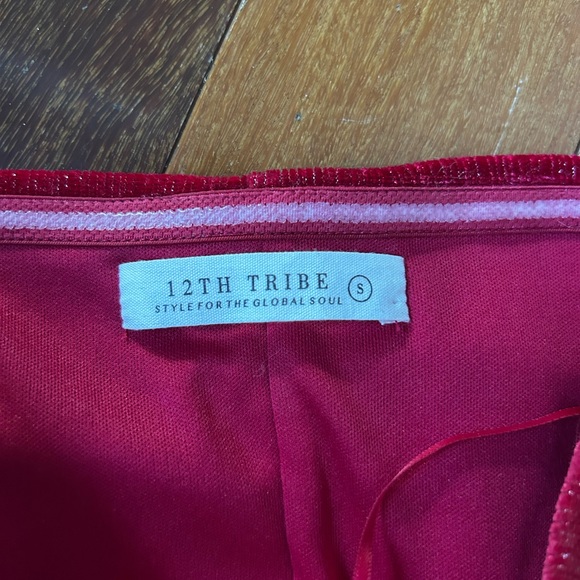 12TH TRIBE
STYLE FOR THE GLOBAL SOUL S